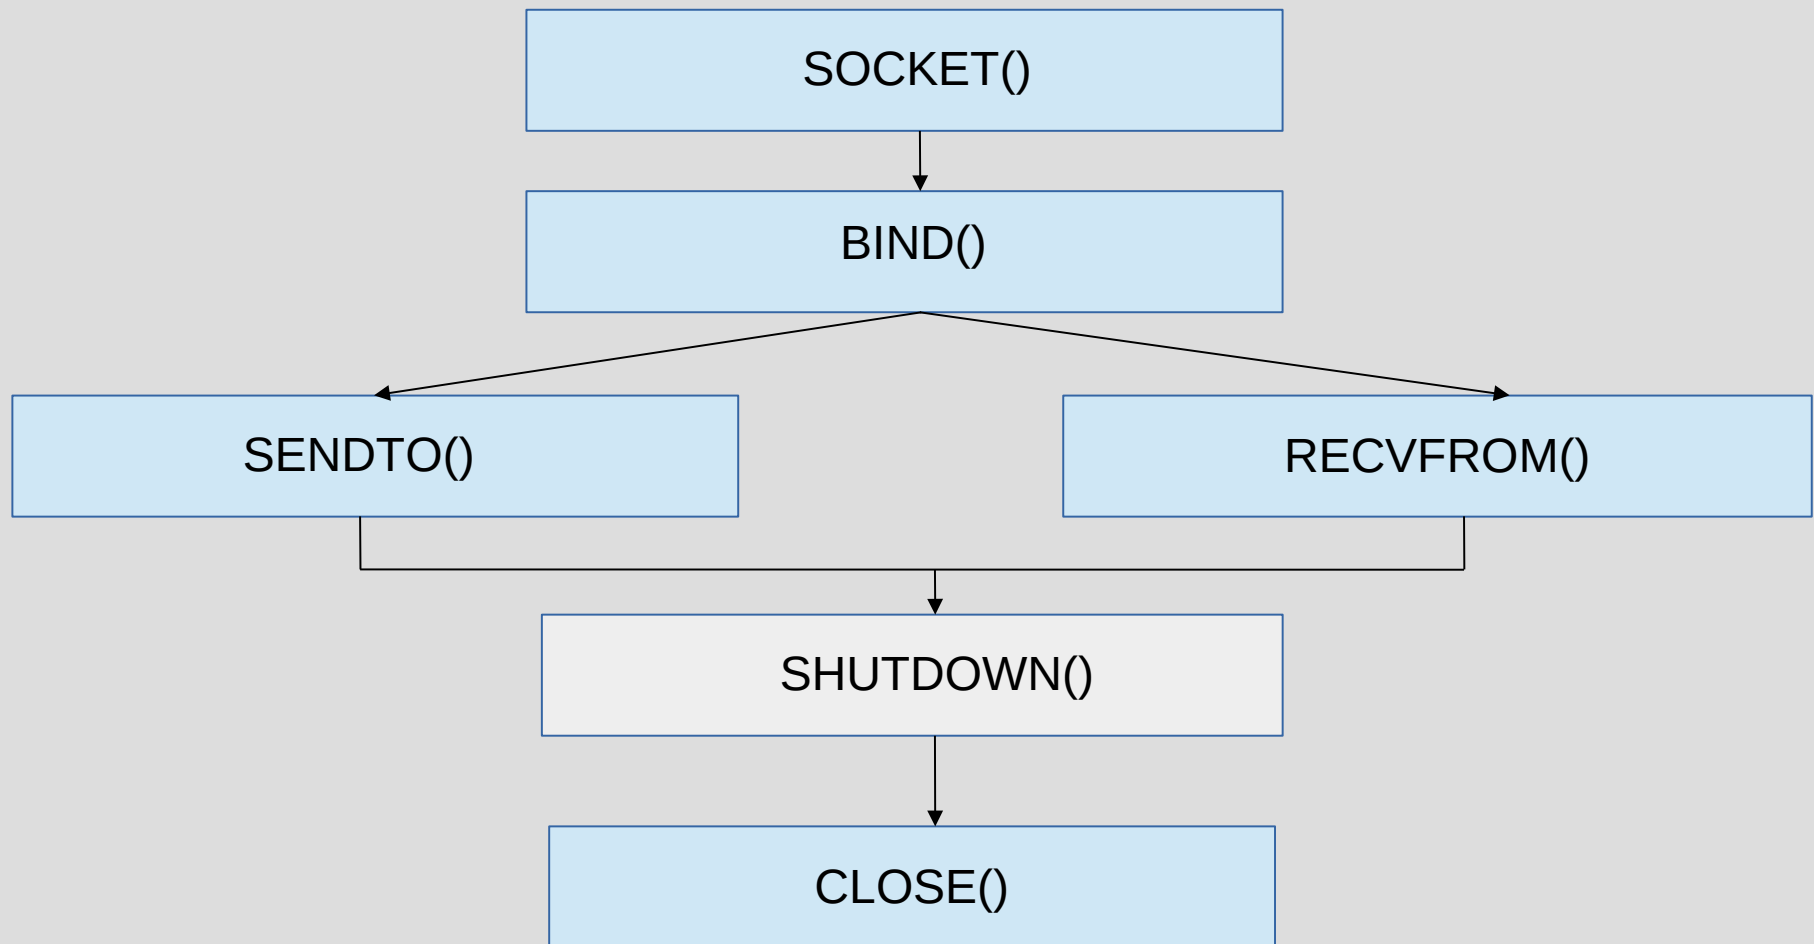 SOCKET()
BIND()
SENDTO()
RECVFROM()
SHUTDOWN()
CLOSE()